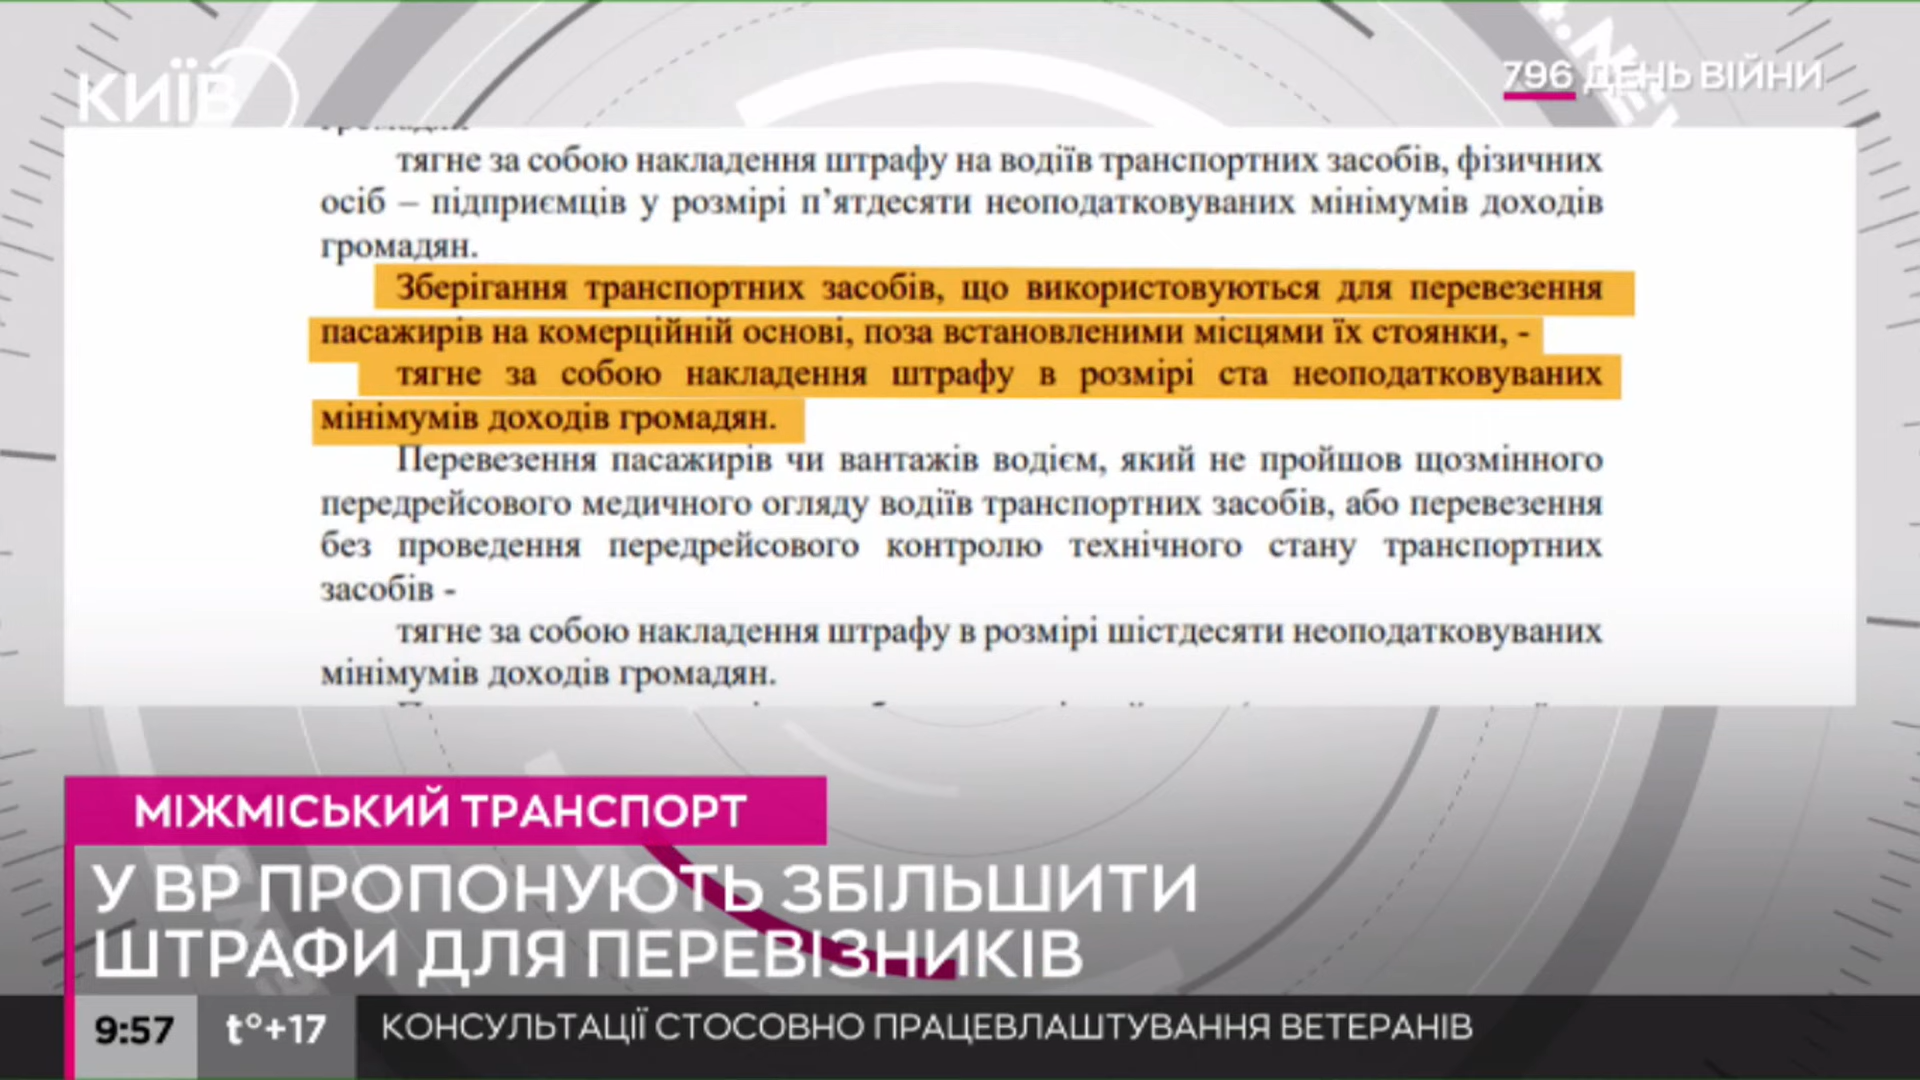 КИЇВ
796 ДЕНЬ ВІЙНИ
тягне за собою накладення штрафу на водіїв транспортних засобів, фізичних
осіб – підприємців у розмірі п’ятдесяти неоподатковуваних мінімумів доходів
громадян.
Зберігання транспортних засобів, що використовуються для перевезення
пасажирів на комерційній основі, поза встановленими місцями їх стоянки, -
тягне за собою накладення штрафу в розмірі ста неоподатковуваних
мінімумів доходів громадян.
Перевезення пасажирів чи вантажів водієм, який не пройшов щозмінного
передрейсового медичного огляду водіїв транспортних засобів, або перевезення
без проведення передрейсового контролю технічного стану транспортних
засобів -
тягне за собою накладення штрафу в розмірі шістдесяти неоподатковуваних
мінімумів доходів громадян.
МІЖМІСЬКИЙ ТРАНСПОРТ
У ВР ПРОПОНУЮТЬ ЗБІЛЬШИТИ
ШТРАФИ ДЛЯ ПЕРЕВІЗНИКІВ
9:57 t°+17 КОНСУЛЬТАЦІЇ СТОСОВНО ПРАЦЕВЛАШТУВАННЯ ВЕТЕРАНІВ